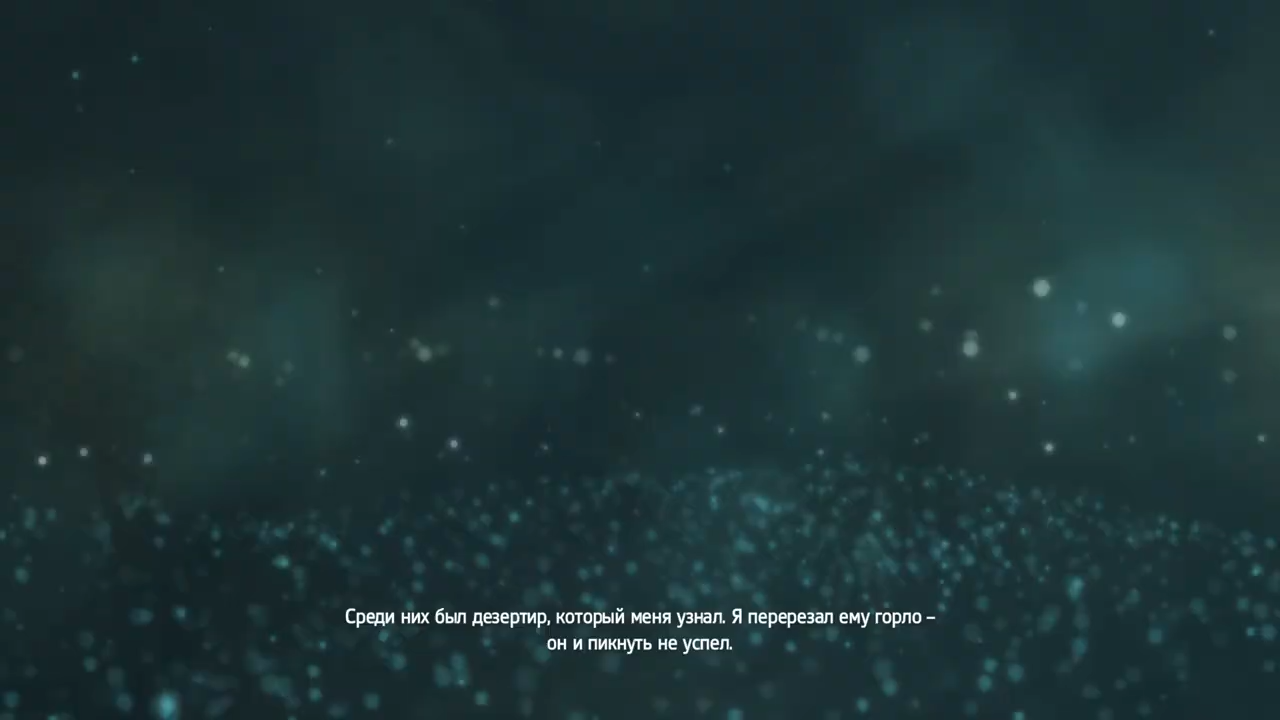 Среди них был дезертир, который меня узнал. Я перерезал ему горло –
он и пикнуть не успел.